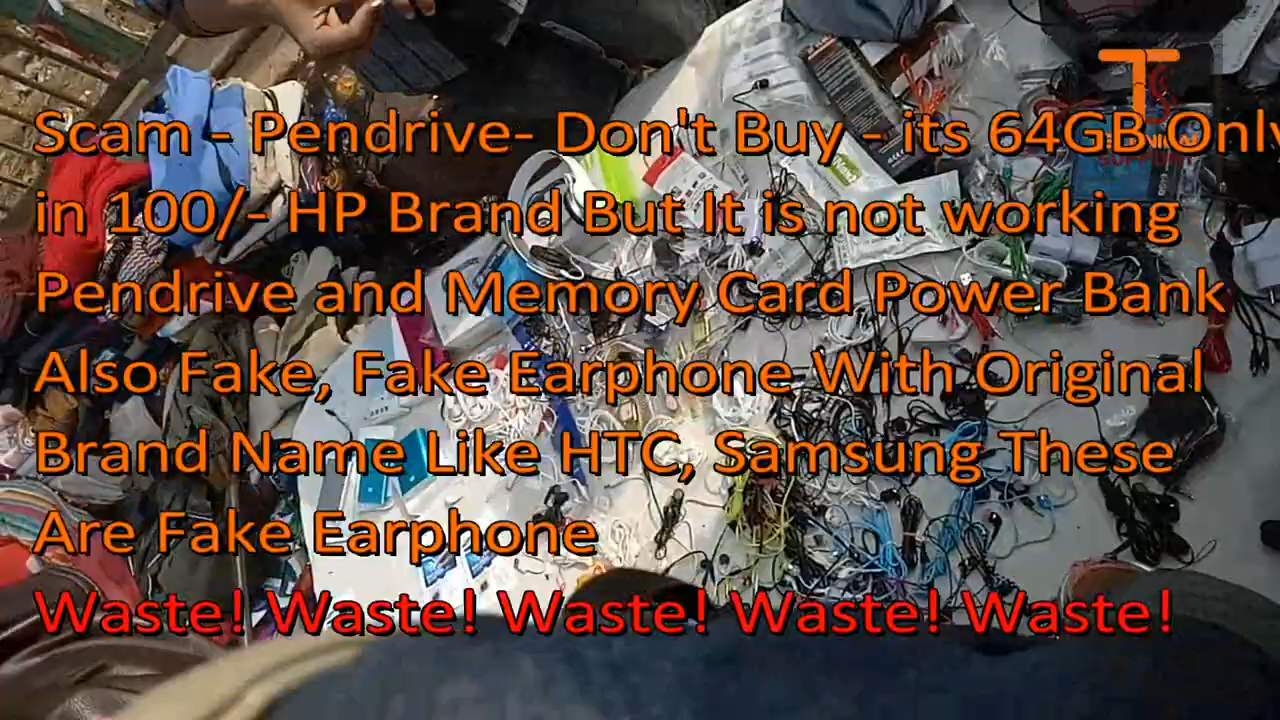 Scam - Pendrive- Don't Buy - its 64GB Only
in 100/- HP Brand But It is not working
Pendrive and Memory Card Power Bank
Also Fake, Fake Earphone With Original
Brand Name Like HTC, Samsung These
Are Fake Earphone
Waste! Waste! Waste! Waste! Waste!